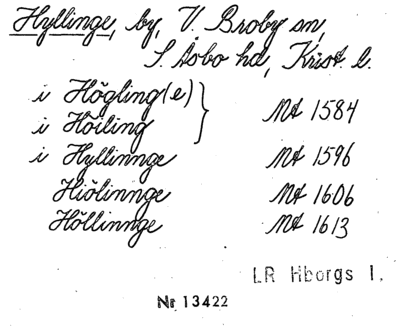 Hyllinge, by, V. Broby sn,
S. Åsbo hd, Krist. l.
i Högling(e)
i Höiling } Mt 1584
i Hyllinnge Mt 1596
Hiölinnge Mt 1606
Höllinnge Mt 1613
LR Hborgs l.
Nr 13422